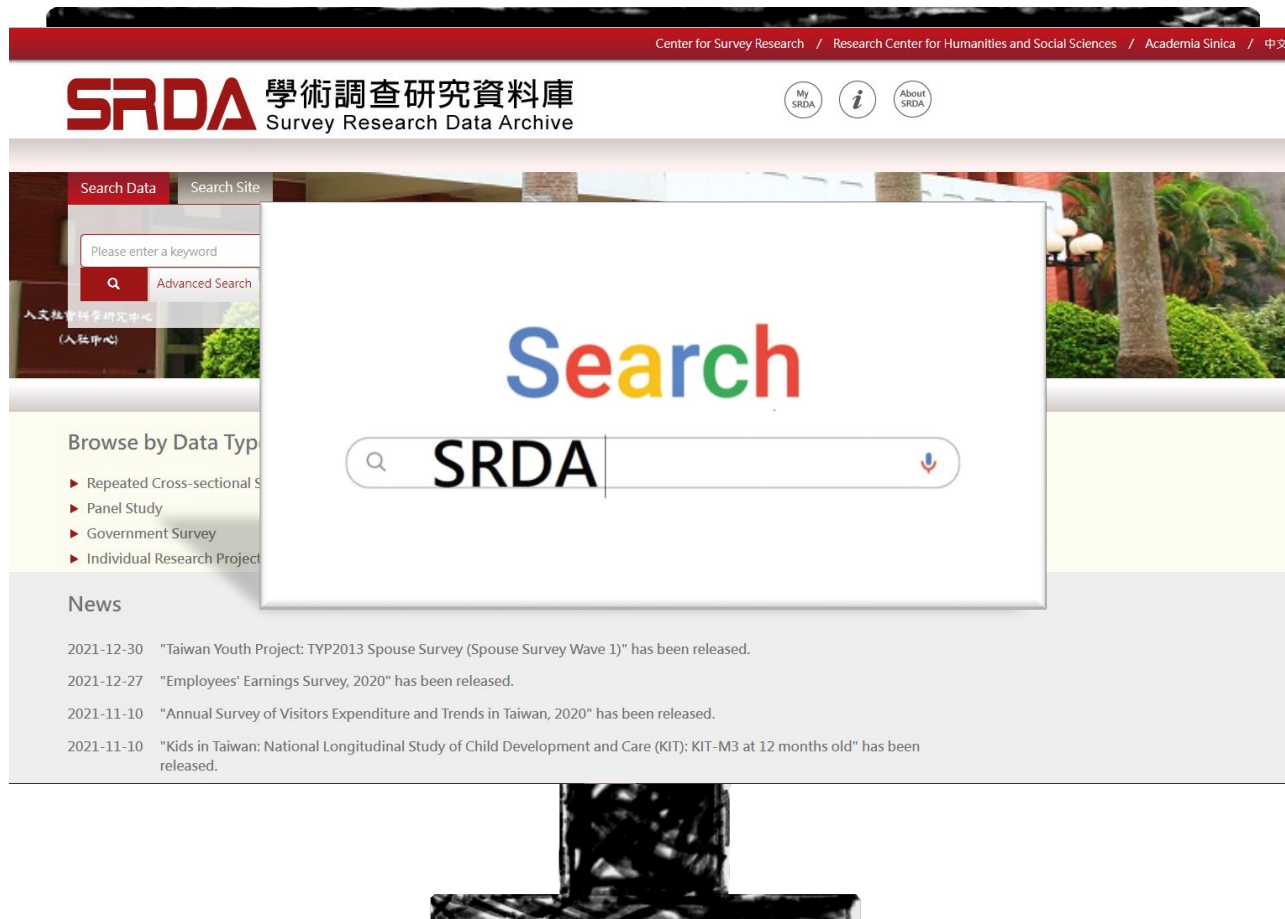 Center for Survey Research / Research Center for Humanities and Social Sciences / Academia Sinica / 中文
SRDA 學術調查研究資料庫
Survey Research Data Archive
My SRDA
i
About SRDA
Search Data Search Site
Please enter a keyword
Advanced Search
人文社會科學研究中心
(人社中心)
Search
SRDA
Browse by Data Typ
Repeated Cross-sectional S
Panel Study
Government Survey
Individual Research Project
News
2021-12-30 "Taiwan Youth Project: TYP2013 Spouse Survey (Spouse Survey Wave 1)" has been released.
2021-12-27 "Employees' Earnings Survey, 2020" has been released.
2021-11-10 "Annual Survey of Visitors Expenditure and Trends in Taiwan, 2020" has been released.
2021-11-10 "Kids in Taiwan: National Longitudinal Study of Child Development and Care (KIT): KIT-M3 at 12 months old" has been
released.